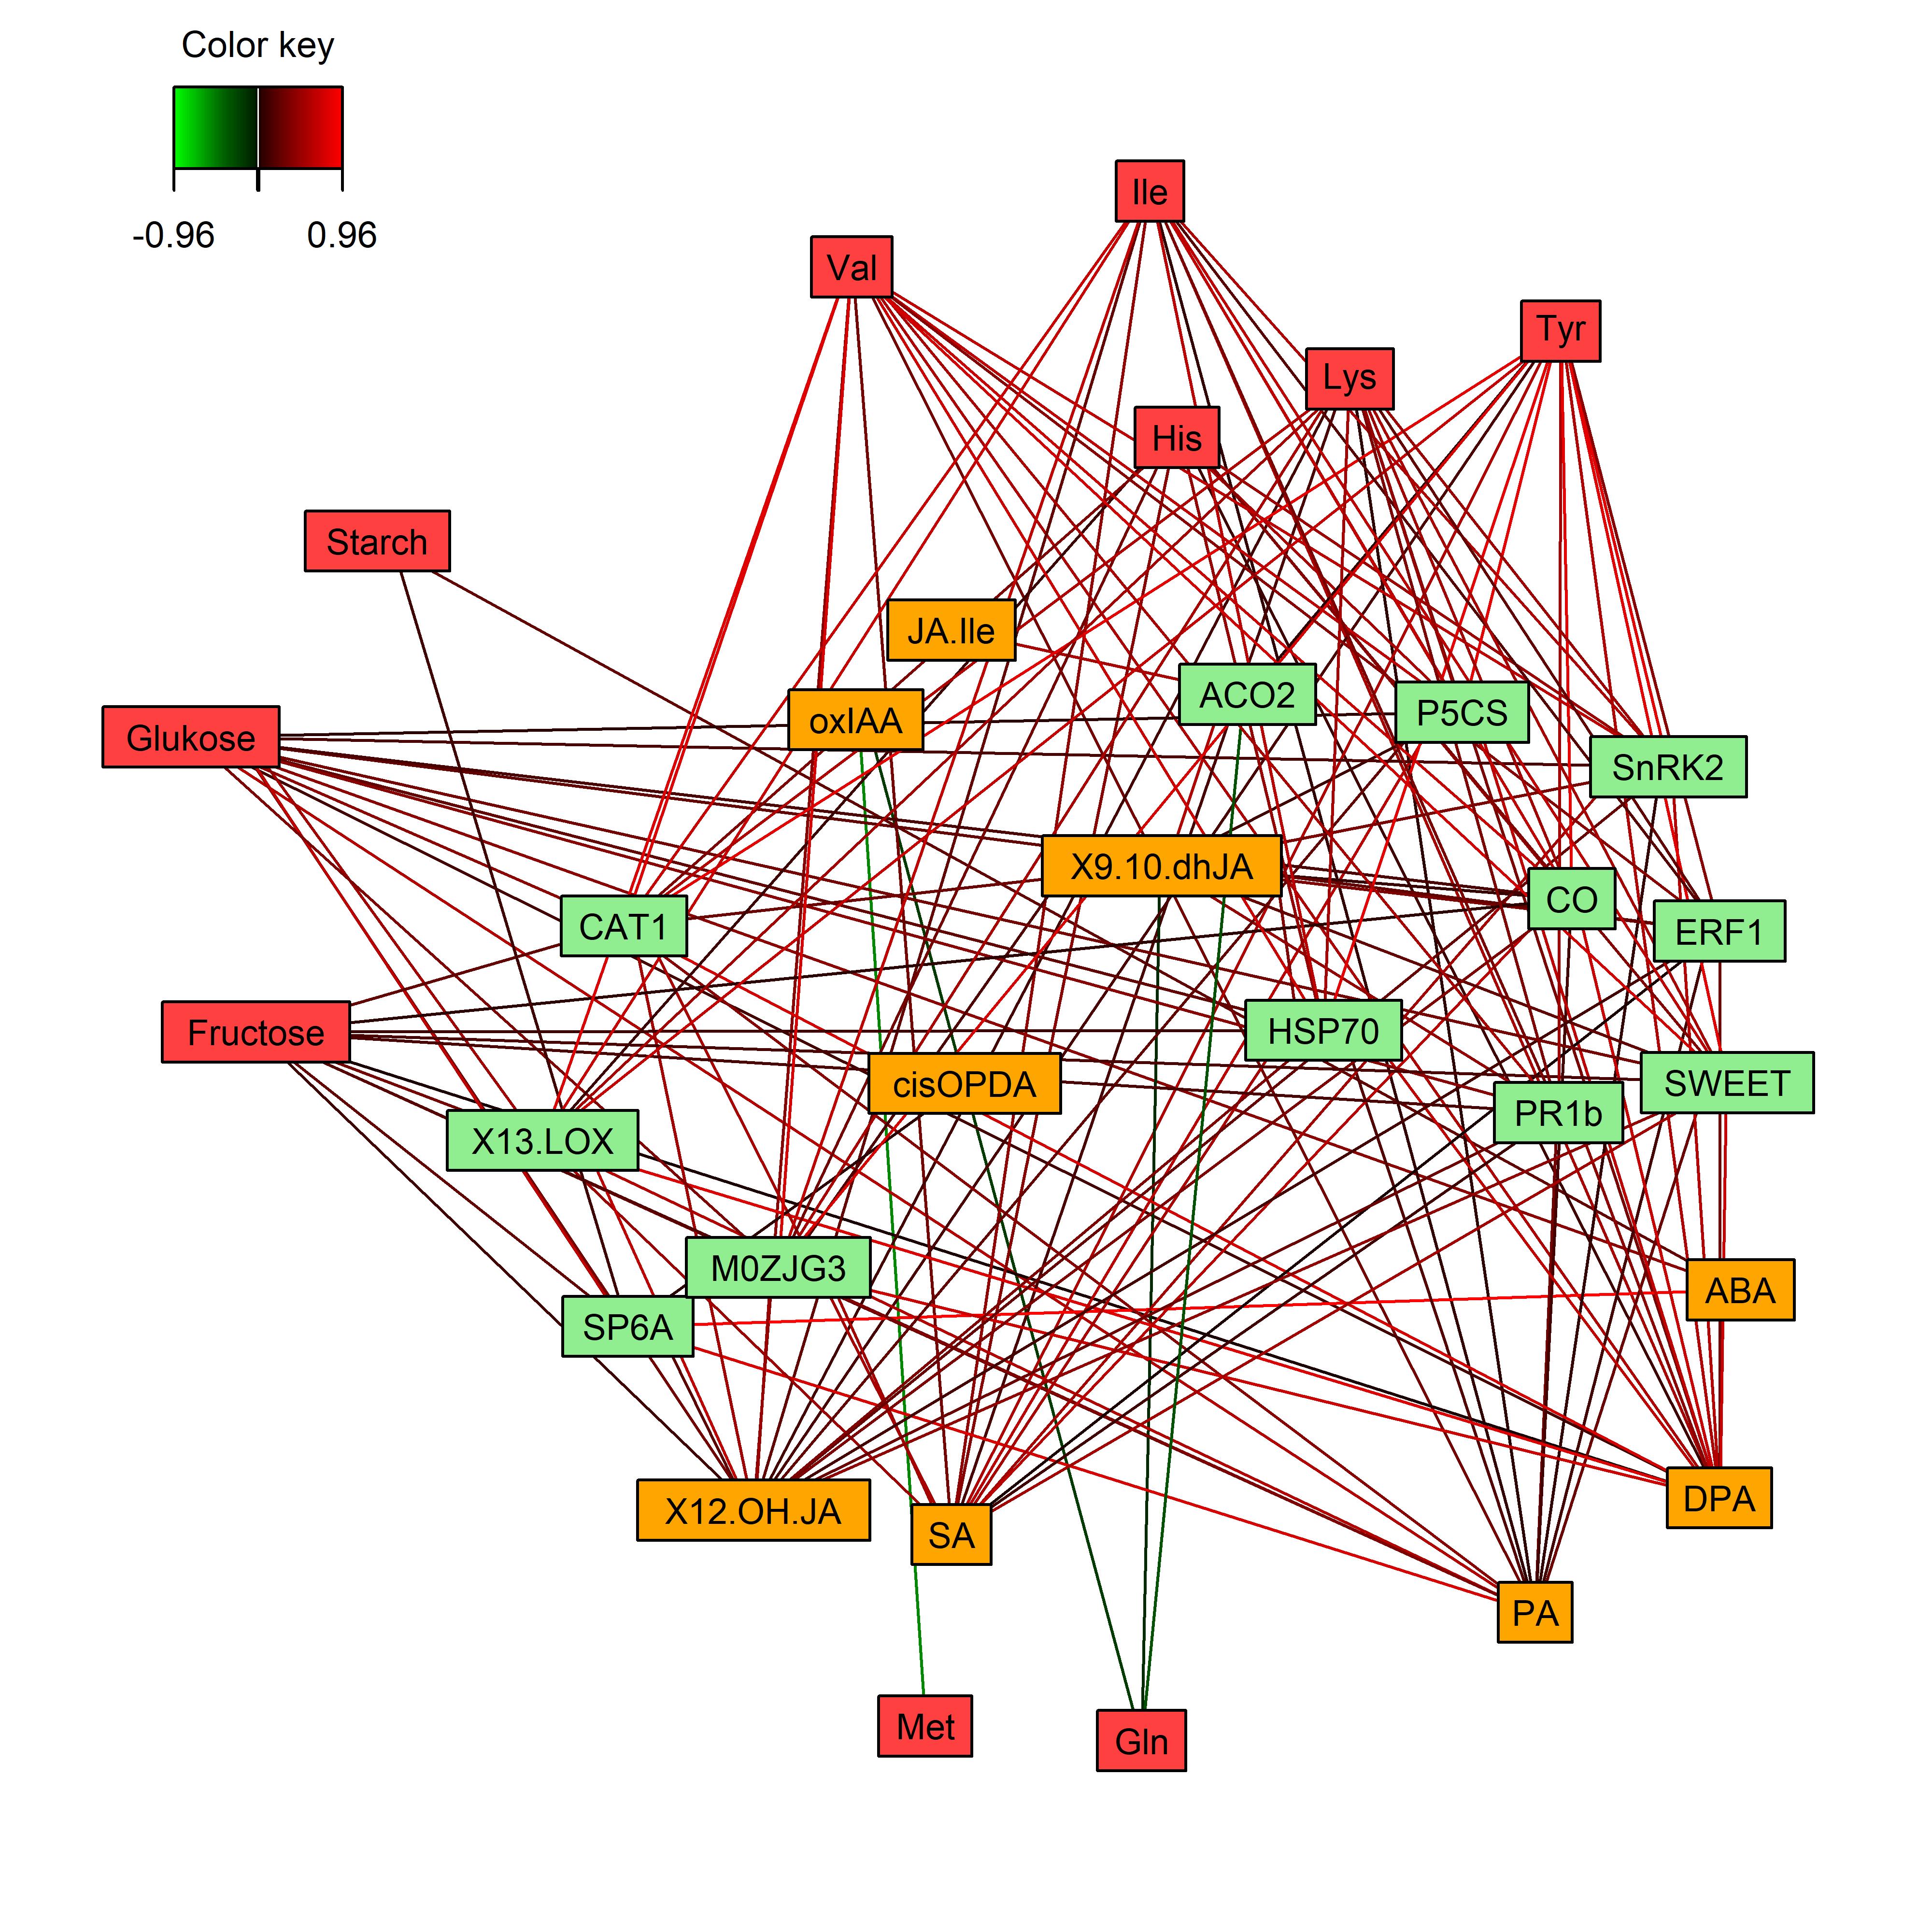 Color key
-0.96 0.96
Ile
Val
Tyr
Lys
His
Starch
JA.Ile
ACO2
P5CS
oxIAA
Glukose
SnRK2
X9.10.dhJA
CO
CAT1
ERF1
Fructose
HSP70
cisOPDA
SWEET
PR1b
X13.LOX
M0ZJG3
ABA
SP6A
DPA
X12.OH.JA
SA
PA
Met
Gln